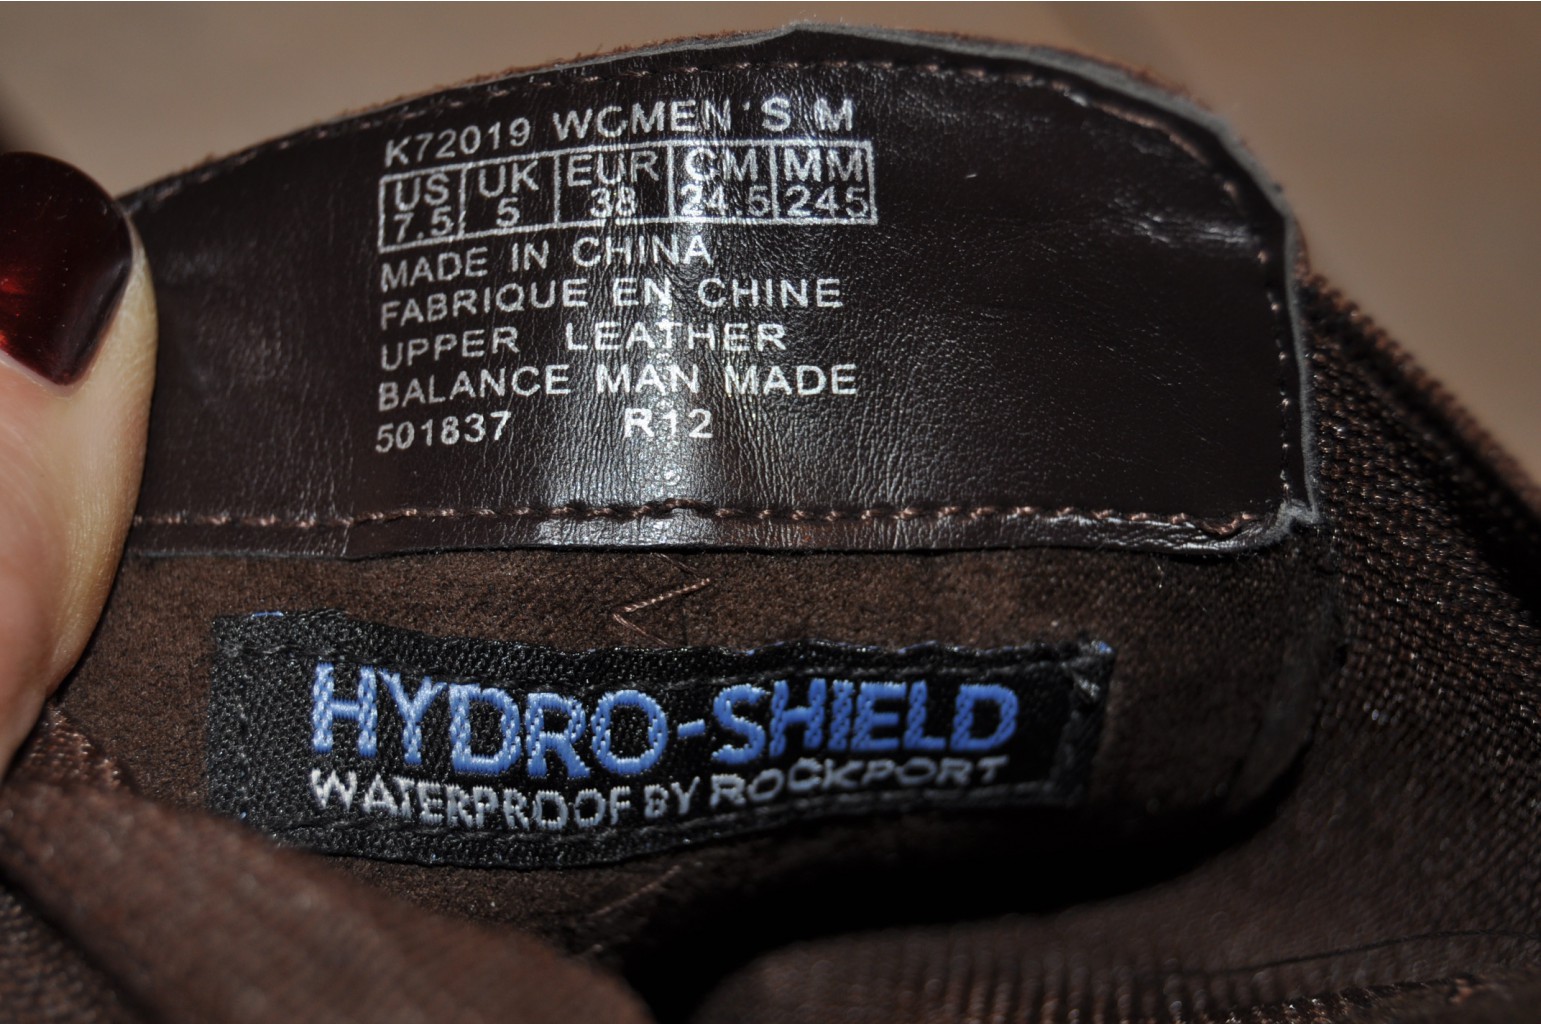 K72019 WOMEN'S M
US UK EUR CM MM
7.5 5 38 24.5 245
MADE IN CHINA
FABRIQUE EN CHINE
UPPER LEATHER
BALANCE MAN MADE
501837 R12
HYDRO-SHIELD
WATERPROOF BY ROCKPORT